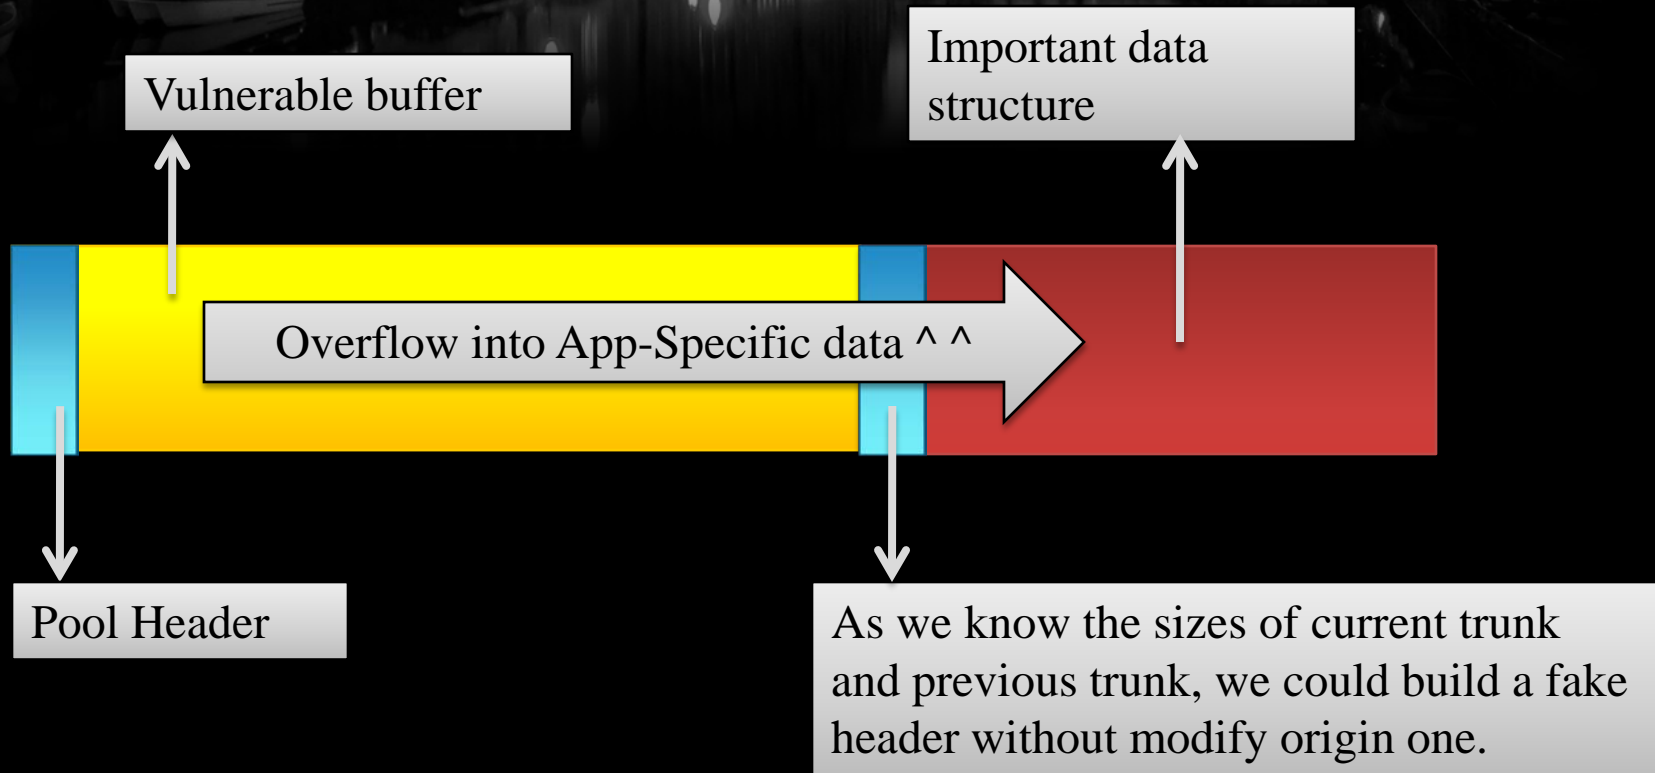 Vulnerable buffer
Important data
structure
Overflow into App-Specific data ^ ^
Pool Header
As we know the sizes of current trunk
and previous trunk, we could build a fake
header without modify origin one.